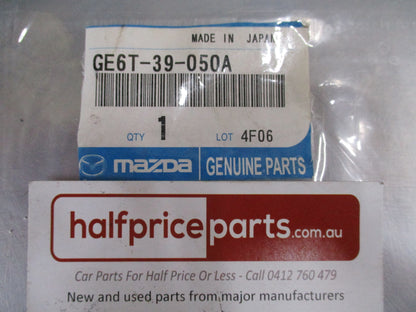 MADE IN JAPAN
GE6T-39-050A
QTY 1 LOT 4F06
mazda GENUINE PARTS
halfpriceparts.com.au
Car Parts For Half Price Or Less - Call 0412 760 479
New and used parts from major manufacturers